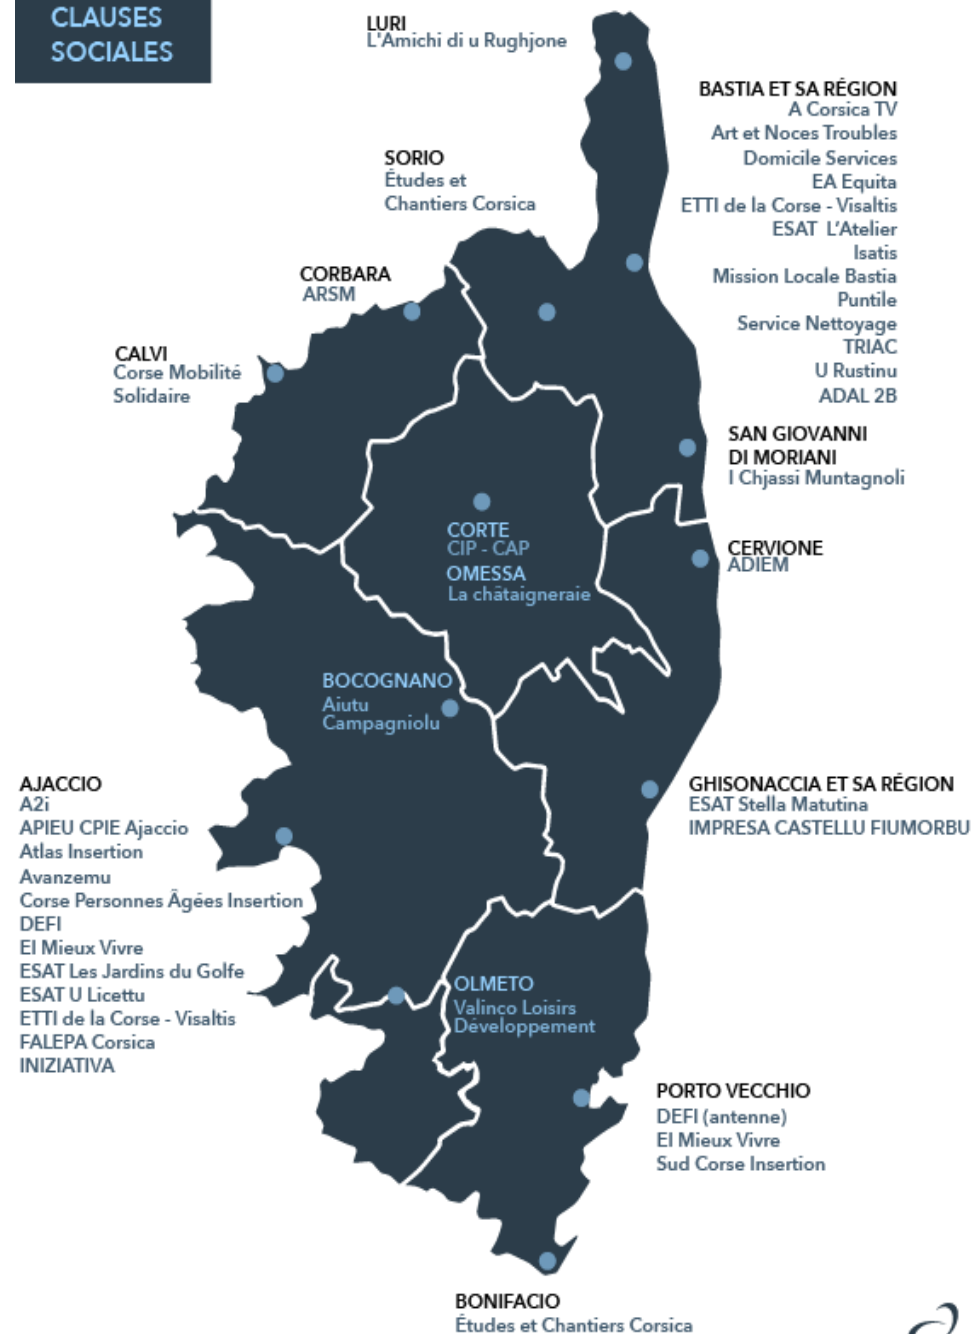 CLAUSES
SOCIALES
LURI
L'Amichi di u Rughjone
BASTIA ET SA RÉGION
A Corsica TV
Art et Noces Troubles
Domicile Services
EA Equita
ETTI de la Corse - Visaltis
ESAT L'Atelier
Isatis
Mission Locale Bastia
Puntile
Service Nettoyage
TRIAC
U Rustinu
ADAL 2B
SORIO
Études et
Chantiers Corsica
CORBARA
ARSM
CALVI
Corse Mobilité
Solidaire
SAN GIOVANNI
DI MORIANI
I Chjassi Muntagnoli
CORTE
CIP - CAP
OMESSA
La châtaigneraie
CERVIONE
ADIEM
BOCOGNANO
Aiutu
Campagniolu
AJACCIO
A2i
APIEU CPIE Ajaccio
Atlas Insertion
Avanzemu
Corse Personnes Âgées Insertion
DEFI
EI Mieux Vivre
ESAT Les Jardins du Golfe
ESAT U Licettu
ETTI de la Corse - Visaltis
FALEPA Corsica
INIZIATIVA
GHISONACCIA ET SA RÉGION
ESAT Stella Matutina
IMPRESA CASTELLU FIUMORBU
OLMETO
Valinco Loisirs
Développement
PORTO VECCHIO
DEFI (antenne)
EI Mieux Vivre
Sud Corse Insertion
BONIFACIO
Études et Chantiers Corsica